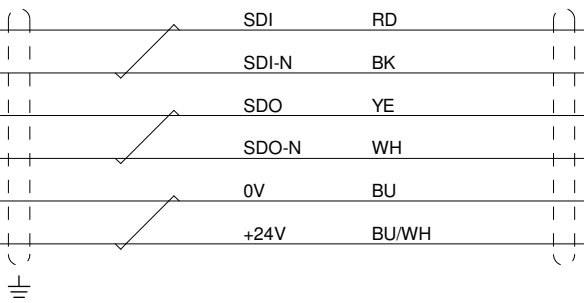 SDI RD
SDI-N BK
SDO YE
SDO-N WH
0V BU
+24V BU/WH